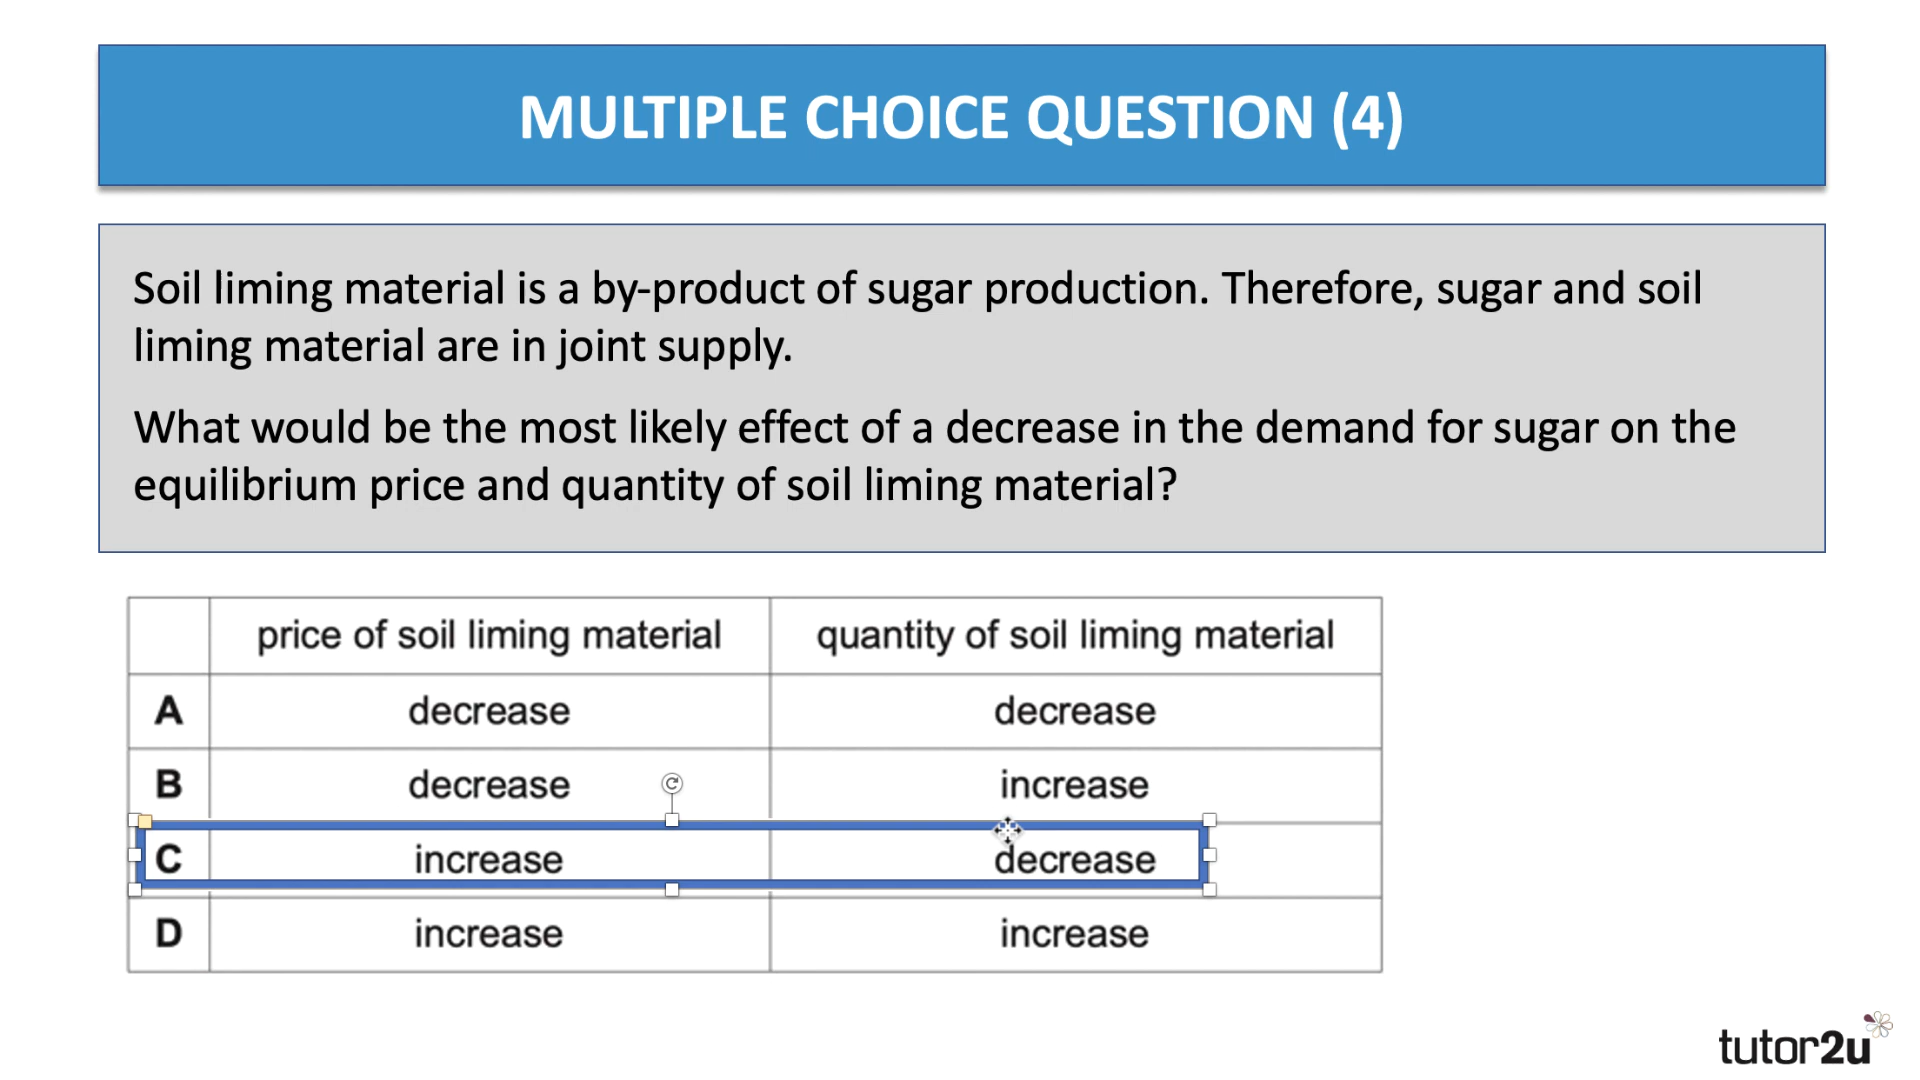 MULTIPLE CHOICE QUESTION (4)
Soil liming material is a by-product of sugar production. Therefore, sugar and soil
liming material are in joint supply.
What would be the most likely effect of a decrease in the demand for sugar on the
equilibrium price and quantity of soil liming material?
price of soil liming material quantity of soil liming material
A decrease decrease
B decrease increase
C increase decrease
D increase increase
tutor2u